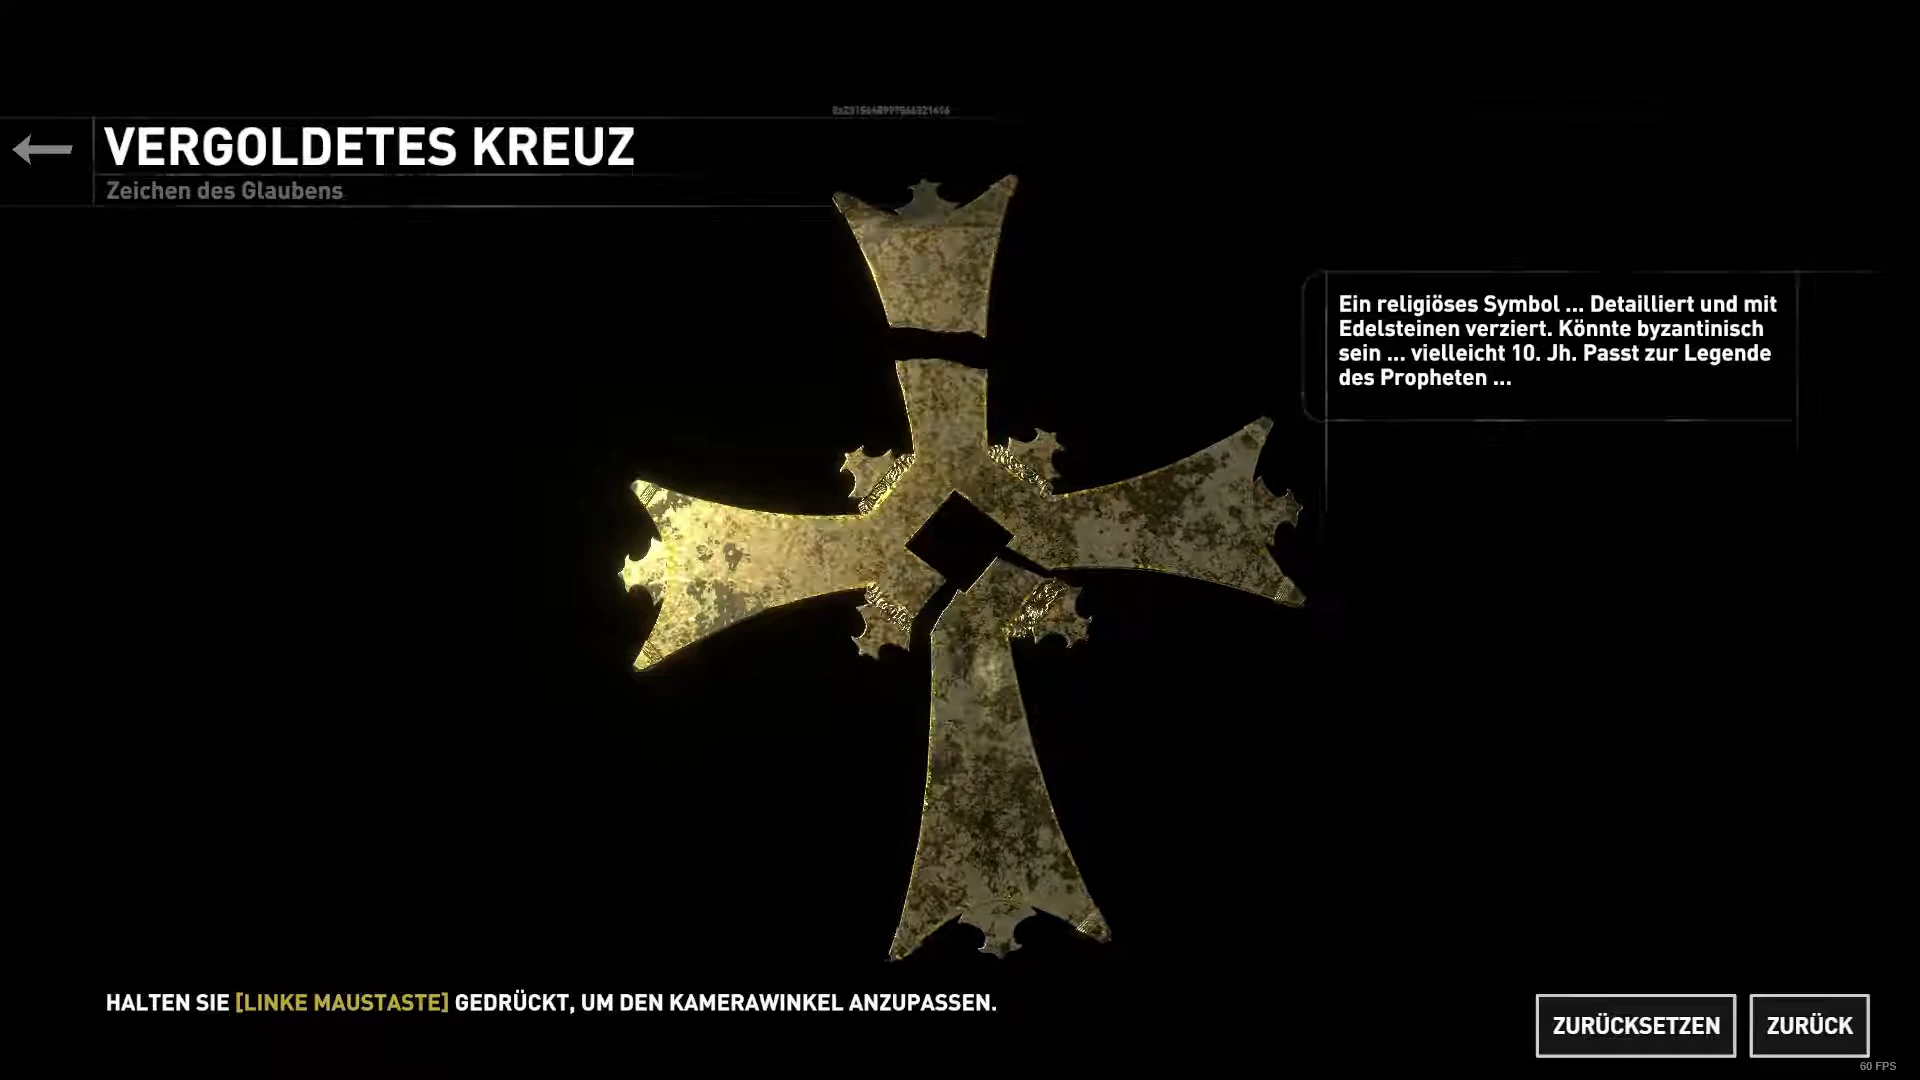 VERGOLDETES KREUZ
Zeichen des Glaubens
Ein religiöses Symbol ... Detailliert und mit
Edelsteinen verziert. Könnte byzantinisch
sein ... vielleicht 10. Jh. Passt zur Legende
des Propheten ...
HALTEN SIE [LINKE MAUSTASTE] GEDRÜCKT, UM DEN KAMERAWINKEL ANZUPASSEN.
ZURÜCKSETZEN
ZURÜCK
60 FPS